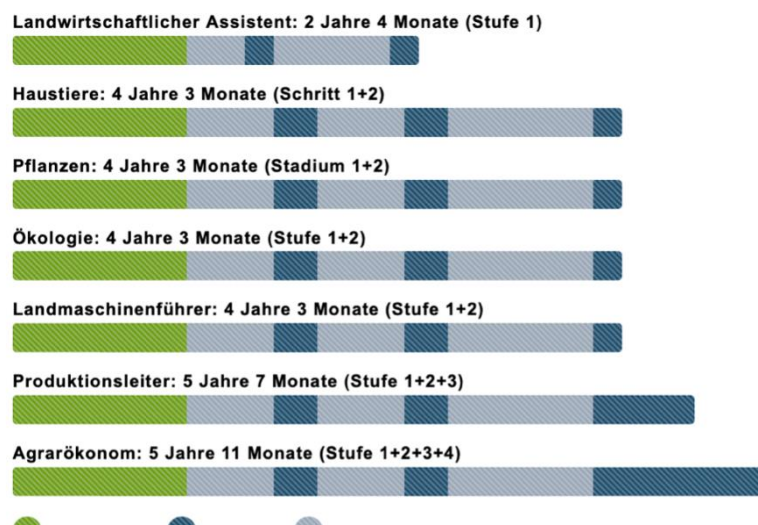 Landwirtschaftlicher Assistent: 2 Jahre 4 Monate (Stufe 1)
Haustiere: 4 Jahre 3 Monate (Schritt 1+2)
Pflanzen: 4 Jahre 3 Monate (Stadium 1+2)
Ökologie: 4 Jahre 3 Monate (Stufe 1+2)
Landmaschinenführer: 4 Jahre 3 Monate (Stufe 1+2)
Produktionsleiter: 5 Jahre 7 Monate (Stufe 1+2+3)
Agrarökonom: 5 Jahre 11 Monate (Stufe 1+2+3+4)